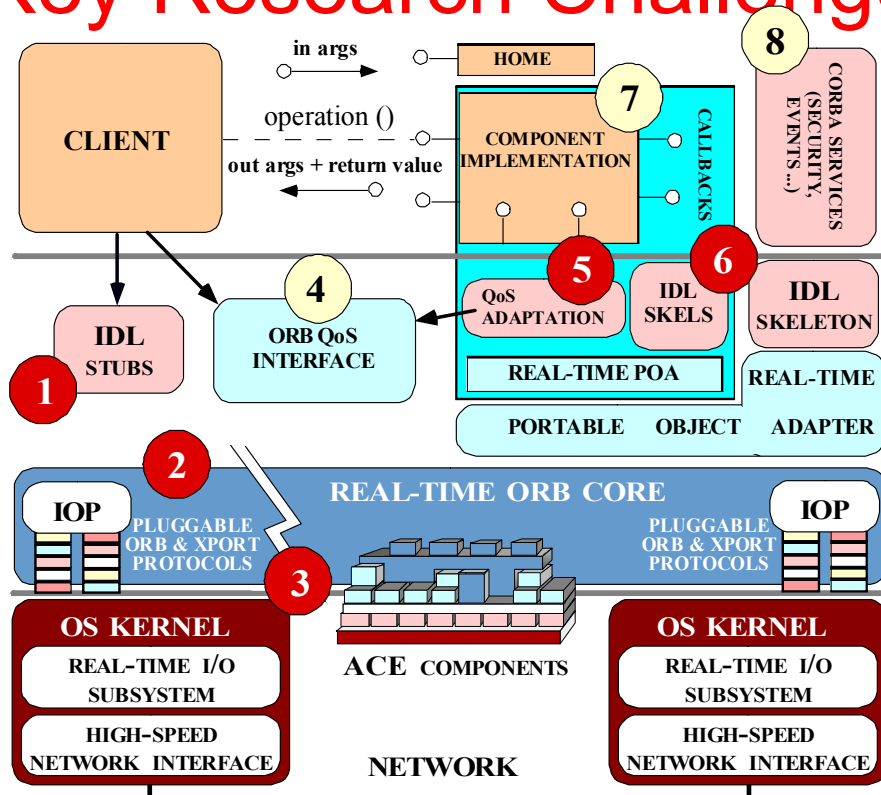 Key Research Challenge
in args
HOME
8
CLIENT
operation ()
out args + return value
COMPONENT
IMPLEMENTATION
7
CALLBACKS
CORBA SERVICES
(SECURITY,
EVENTS ...)
1
IDL
STUBS
4
ORB QoS
INTERFACE
5
QoS
ADAPTATION
6
IDL
SKELS
IDL
SKELETON
REAL-TIME POA
REAL-TIME
PORTABLE OBJECT ADAPTER
2
REAL-TIME ORB CORE
IOP
PLUGGABLE
ORB & XPORT
PROTOCOLS
PLUGGABLE
ORB & XPORT
PROTOCOLS
IOP
3
OS KERNEL
REAL-TIME I/O
SUBSYSTEM
HIGH-SPEED
NETWORK INTERFACE
ACE COMPONENTS
NETWORK
OS KERNEL
REAL-TIME I/O
SUBSYSTEM
HIGH-SPEED
NETWORK INTERFACE